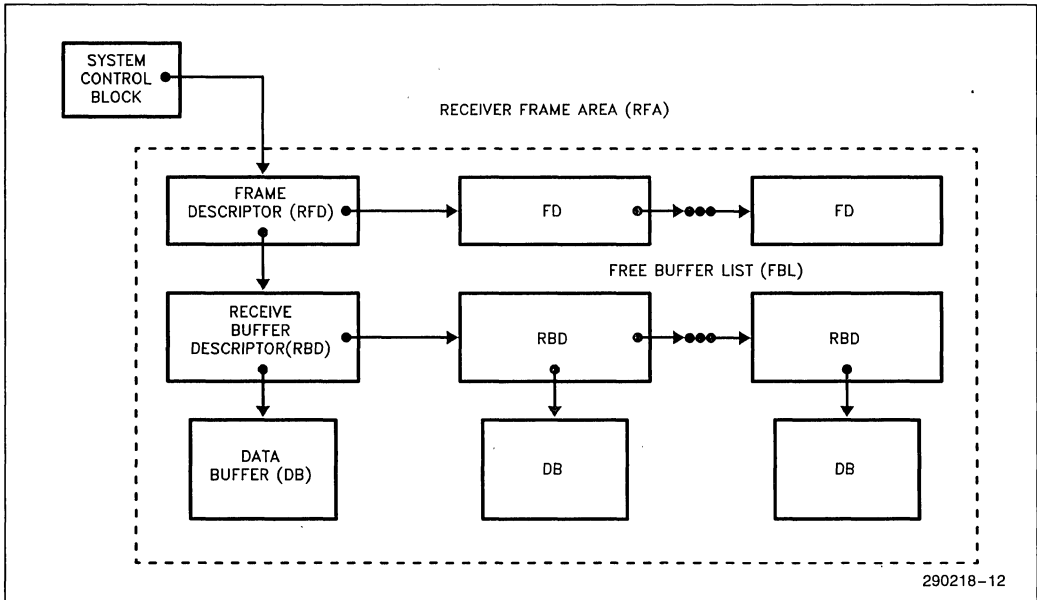 SYSTEM
CONTROL
BLOCK
RECEIVER FRAME AREA (RFA)
FRAME
DESCRIPTOR (RFD)
FD
FD
FREE BUFFER LIST (FBL)
RECEIVE
BUFFER
DESCRIPTOR(RBD)
RBD
RBD
DATA
BUFFER (DB)
DB
DB
290218-12